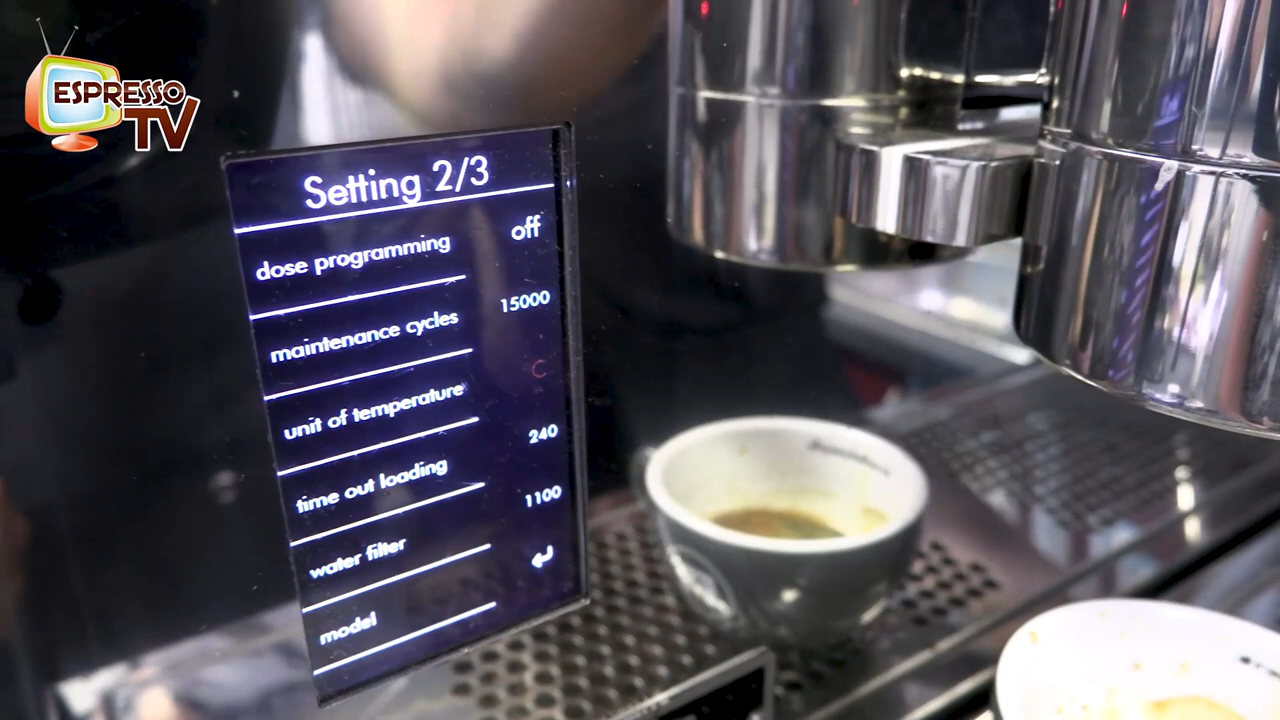 ESPRESSO
TV
Setting 2/3
dose programming off
maintenance cycles 15000
unit of temperature C
time out loading 240
water filter 1100
model ↵